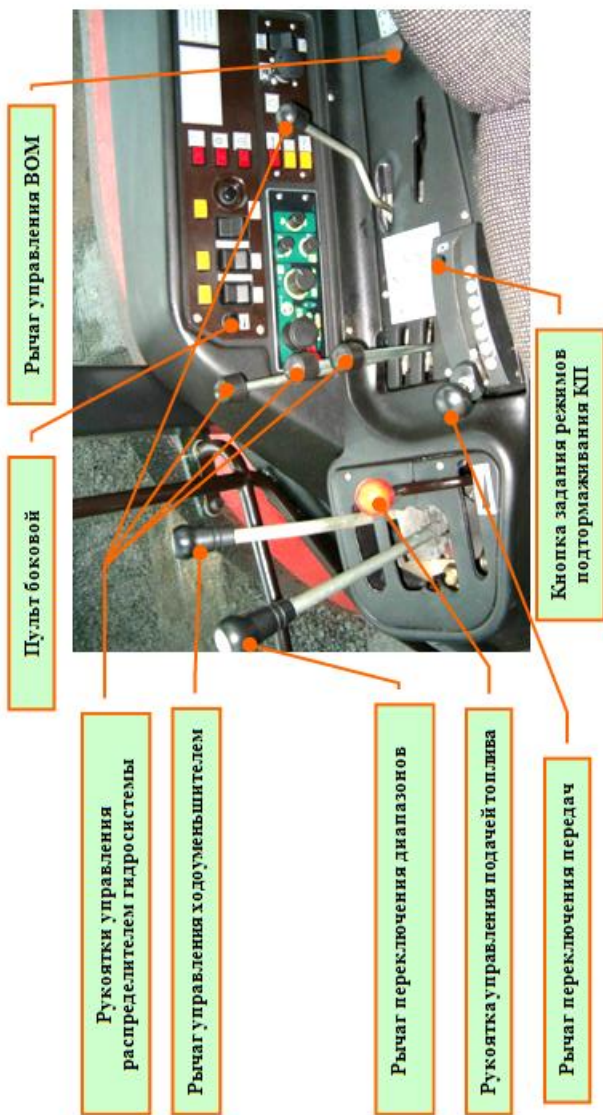 Пульт боковой
Рычаг управления ВОМ
Рукоятки управления
распределителем гидросистемы
Рычаг управления ходоуменьшителем
Рычаг переключения диапазонов
Рукоятка управления подачей топлива
Рычаг переключения передач
Кнопка задания режимов
подтормаживания КП